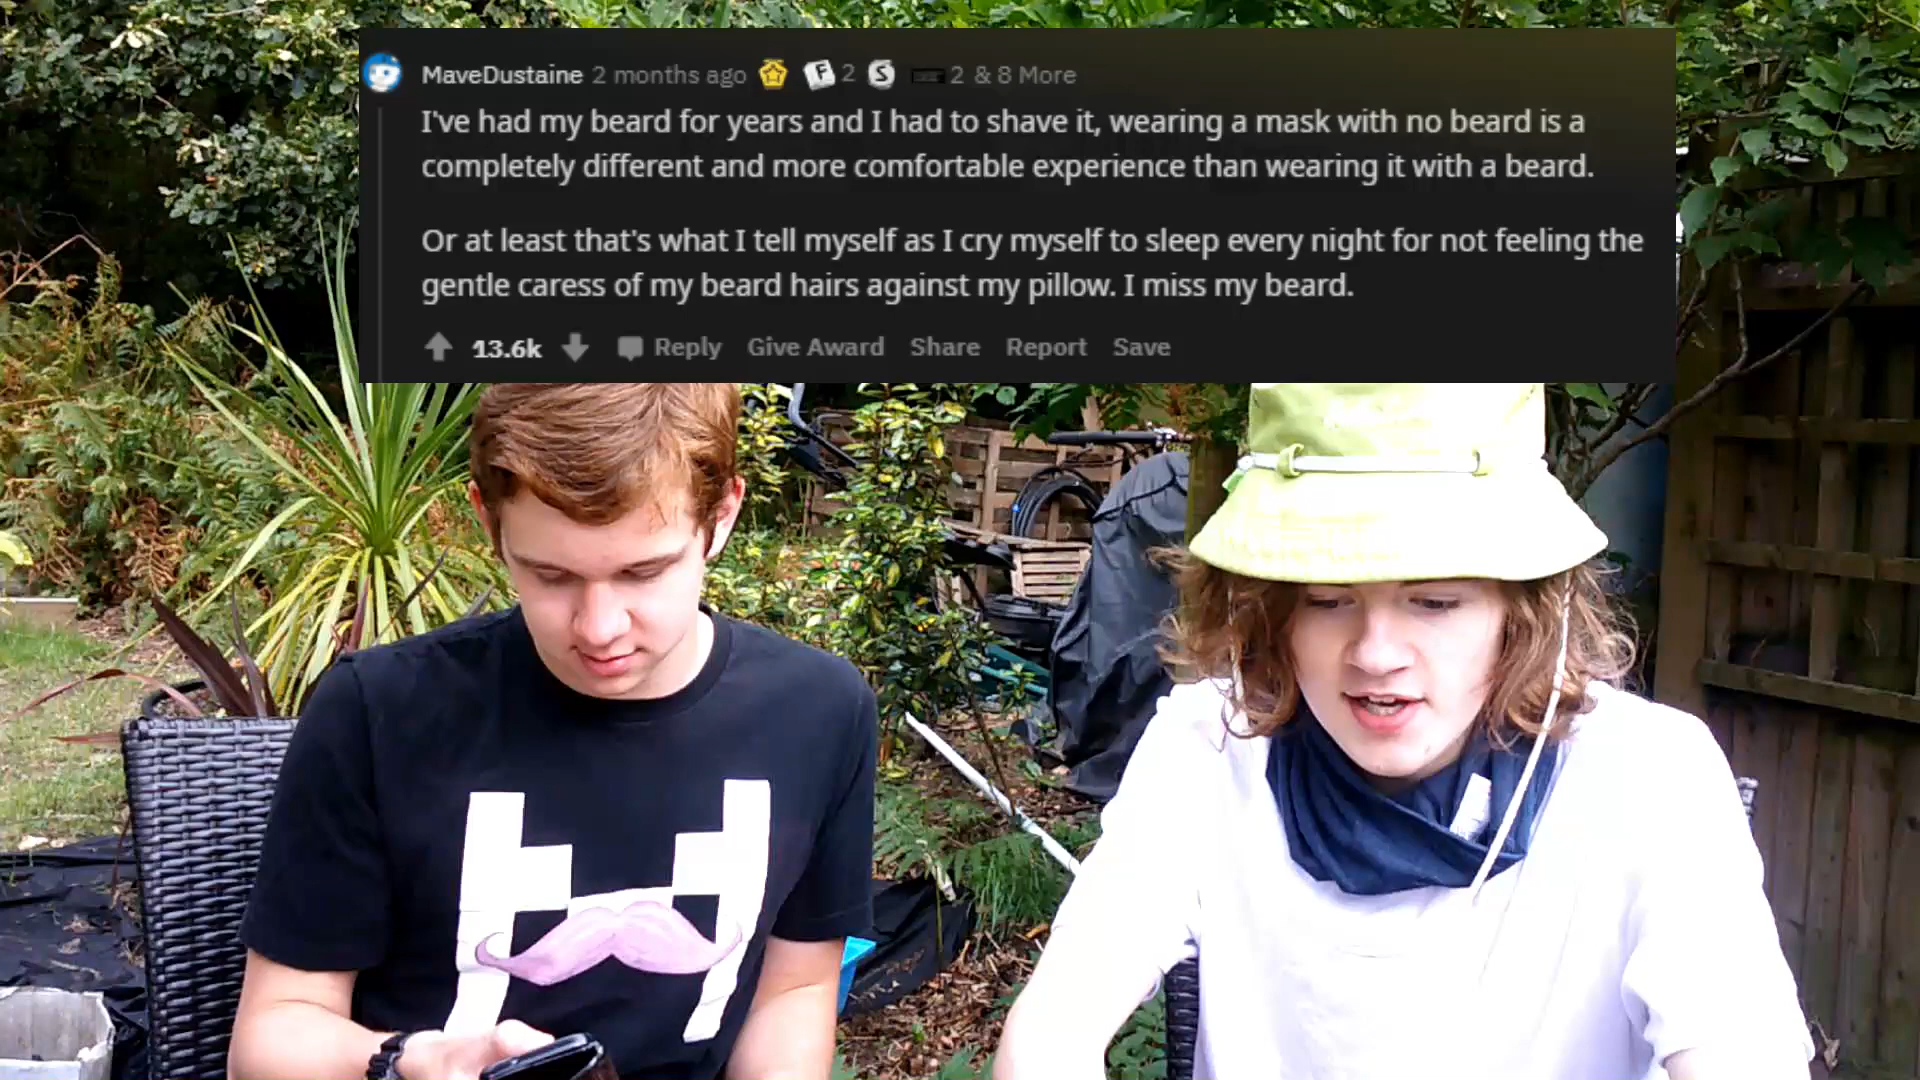 MaveDustaine 2 months ago 2 2 & 8 More
I've had my beard for years and I had to shave it, wearing a mask with no beard is a
completely different and more comfortable experience than wearing it with a beard.
Or at least that's what I tell myself as I cry myself to sleep every night for not feeling the
gentle caress of my beard hairs against my pillow. I miss my beard.
13.6k Reply Give Award Share Report Save